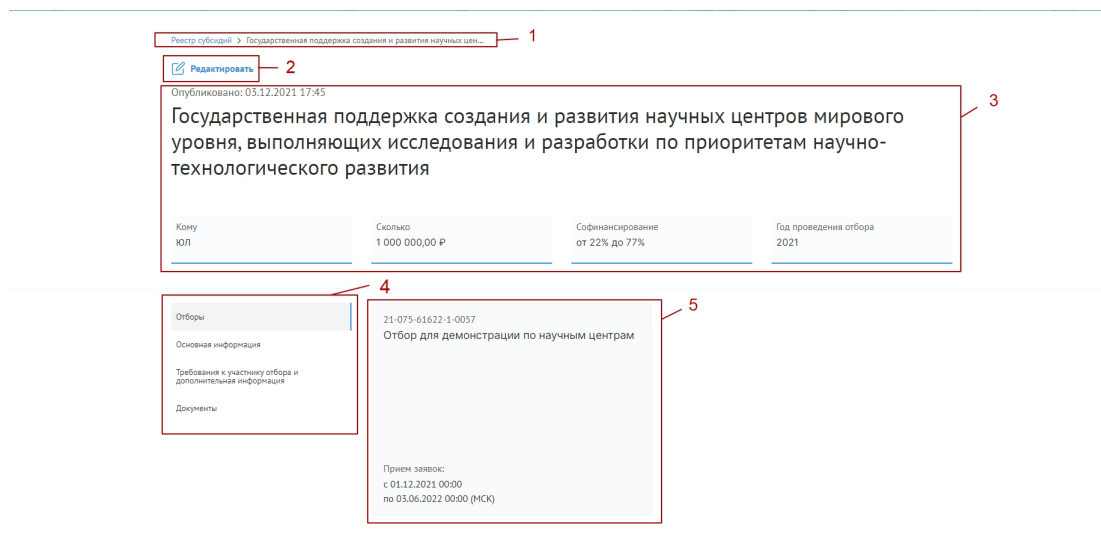 Реестр субсидий > Государственная поддержка создания и развития научных цен... 1
Редактировать 2
Опубликовано: 03.12.2021 17:45
3
Государственная поддержка создания и развития научных центров мирового
уровня, выполняющих исследования и разработки по приоритетам научно-
технологического развития
Кому Сколько Софинансирование Год проведения отбора
ЮЛ 1 000 000,00 ₽ от 22% до 77% 2021
4
Отборы
Основная информация
Требования к участнику отбора и
дополнительная информация
Документы
5
21-075-61622-1-0057
Отбор для демонстрации по научным центрам
Прием заявок:
с 01.12.2021 00:00
по 03.06.2022 00:00 (МСК)